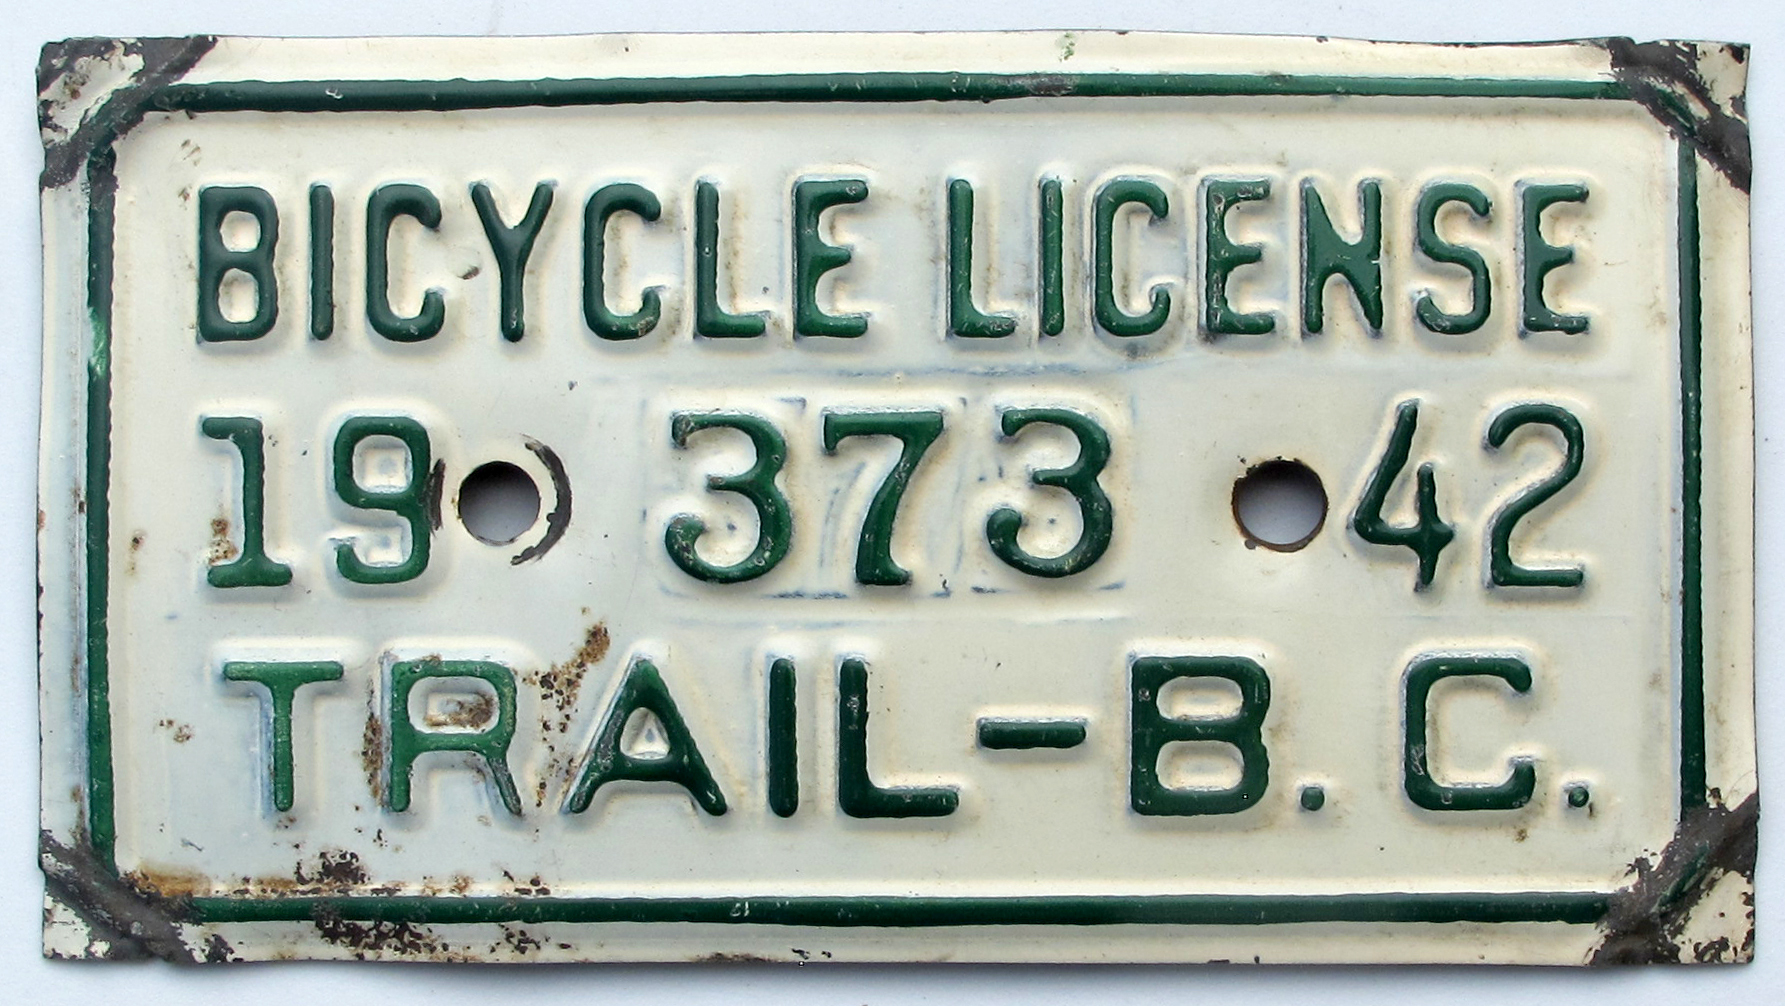 BICYCLE LICENSE
19 373 42
TRAIL-B.C.